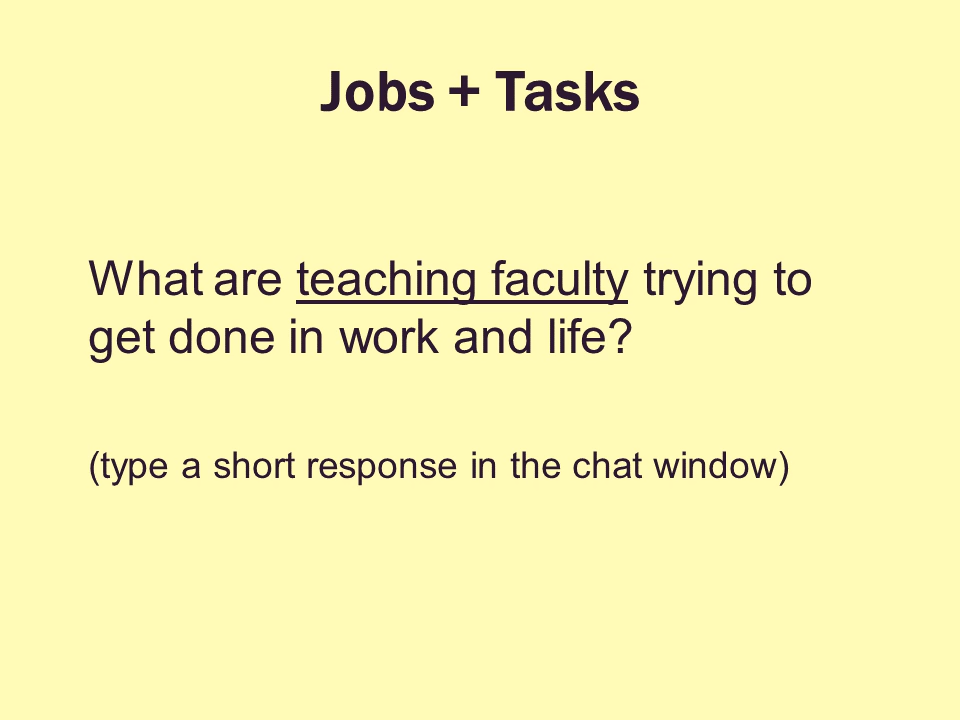 Jobs + Tasks
What are teaching faculty trying to
get done in work and life?
(type a short response in the chat window)